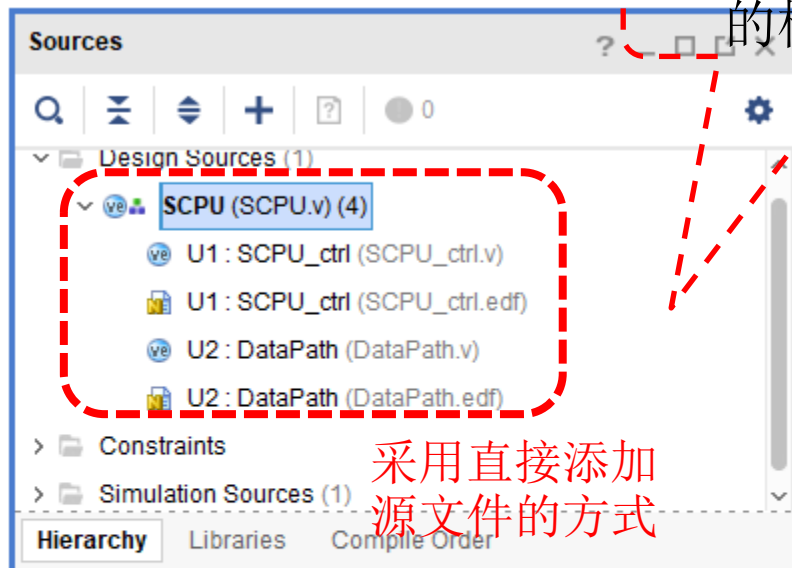 的
Sources
0
Design Sources (1)
SCPU (SCPU.v) (4)
U1 : SCPU_ctrl (SCPU_ctrl.v)
U1 : SCPU_ctrl (SCPU_ctrl.edf)
U2 : DataPath (DataPath.v)
U2 : DataPath (DataPath.edf)
Constraints
Simulation Sources (1)
采用直接添加
源文件的方式
Hierarchy Libraries Compile Order